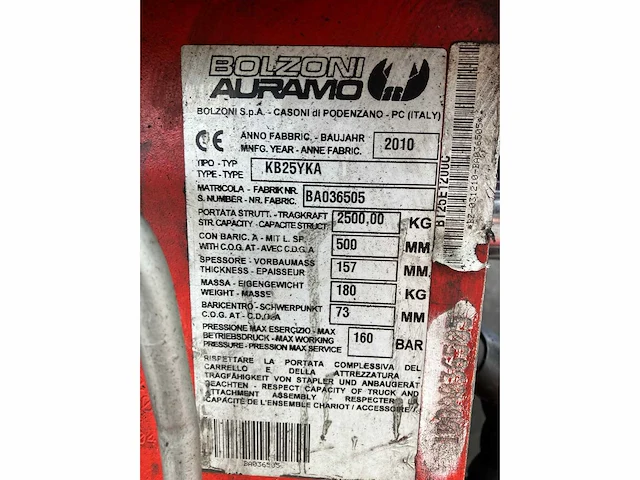 BOLZONI
AURAMO
BOLZONI S.p.A. - CASONI di PODENZANO - PC (ITALY)
CE ANNO FABBRIC. - BAUJAHR 2010
MNFG. YEAR - ANNE FABRIC.
TIPO - TYP KB25YKA
TYPE - TYPE
MATRICOLA - FABRIK NR. BA036505
S. NUMBER - NR. FABRIC.
PORTATA STRUTT. - TRAGKRAFT 2500,00 KG
STR. CAPACITY - CAPACITE STRUCT.
CON BARIC. A - MIT L. SP. 500 MM.
WITH C.O.G. AT - AVEC C.D.G. A
SPESSORE - VORBAUMASS 157 MM.
THICKNESS - EPAISSEUR
MASSA - EIGENGEWICHT 180 KG
WEIGHT - MASSE
BARICENTRO - SCHWERPUNKT 73 MM
C.O.G. AT - C.D.G. A
PRESSIONE MAX ESERCIZIO - MAX 160 BAR
BETRIEBSDRUCK - MAX WORKING
PRESSURE - PRESSION MAX SERVICE
RISPETTARE LA PORTATA COMPLESSIVA DEL
CARRELLO E DELLA ATTREZZATURA
TRAGFÄHIGKEIT VON STAPLER UND ANBAUGERÄT
BEACHTEN - RESPECT CAPACITY OF TRUCK AND
ATTACHMENT ASSEMBLY RESPECTER LA
CAPACITÉ DE L'ENSEMBLE CHARIOT / ACCESSOIRE
BA036505
BT25E1200C